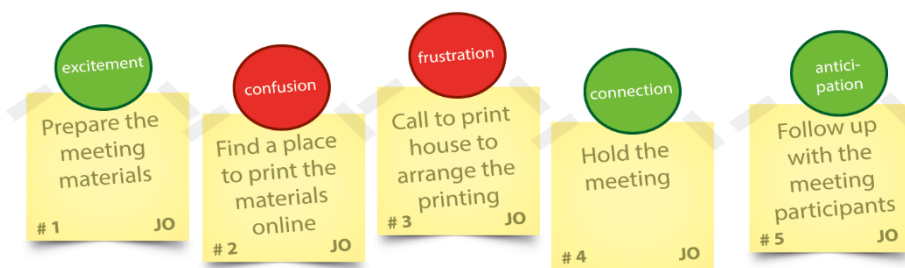 excitement
Prepare the
meeting
materials
# 1 JO
confusion
Find a place
to print the
materials
online
# 2 JO
frustration
Call to print
house to
arrange the
printing
# 3 JO
connection
Hold the
meeting
# 4 JO
antici-
pation
Follow up
with the
meeting
participants
# 5 JO